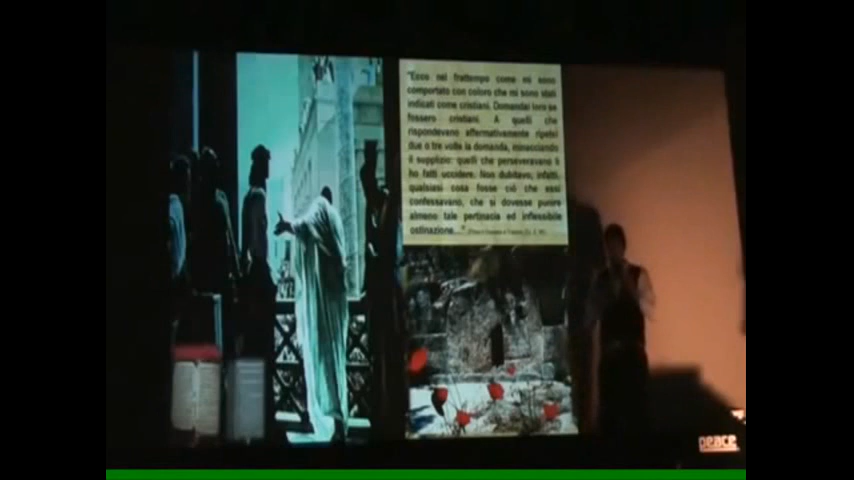 "Ecco nel frattempo come mi sono
comportato con coloro che mi sono stati
indicati come cristiani. Domandai loro se
fossero cristiani. A quelli che
rispondevano affermativamente ripetei
due o tre volte la domanda, minacciando
il supplizio: quelli che perseveravano li
ho fatti uccidere. Non dubitavo, infatti,
qualsiasi cosa fosse ciò che essi
confessavano, che si dovesse punire
almeno tale pertinacia ed inflessibile
ostinazione..."
peace